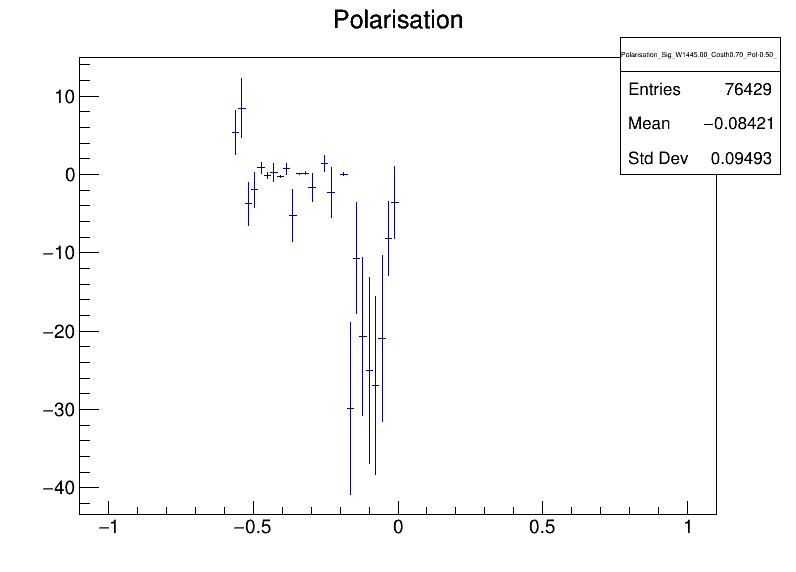 Polarisation
Polarisation_Sig_W1445.00_Costh0.70_Pol-0.50_
Entries 76429
Mean −0.08421
Std Dev 0.09493
10
0
−10
−20
−30
−40
−1 −0.5 0 0.5 1